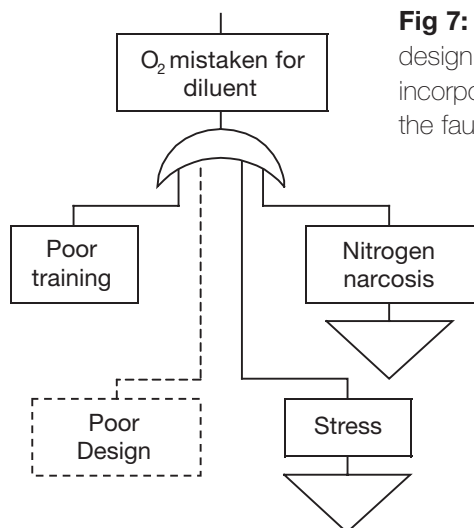 O₂ mistaken for
diluent
Fig 7:
design
incorpo
the fau
Poor
training
Nitrogen
narcosis
Poor
Design
Stress